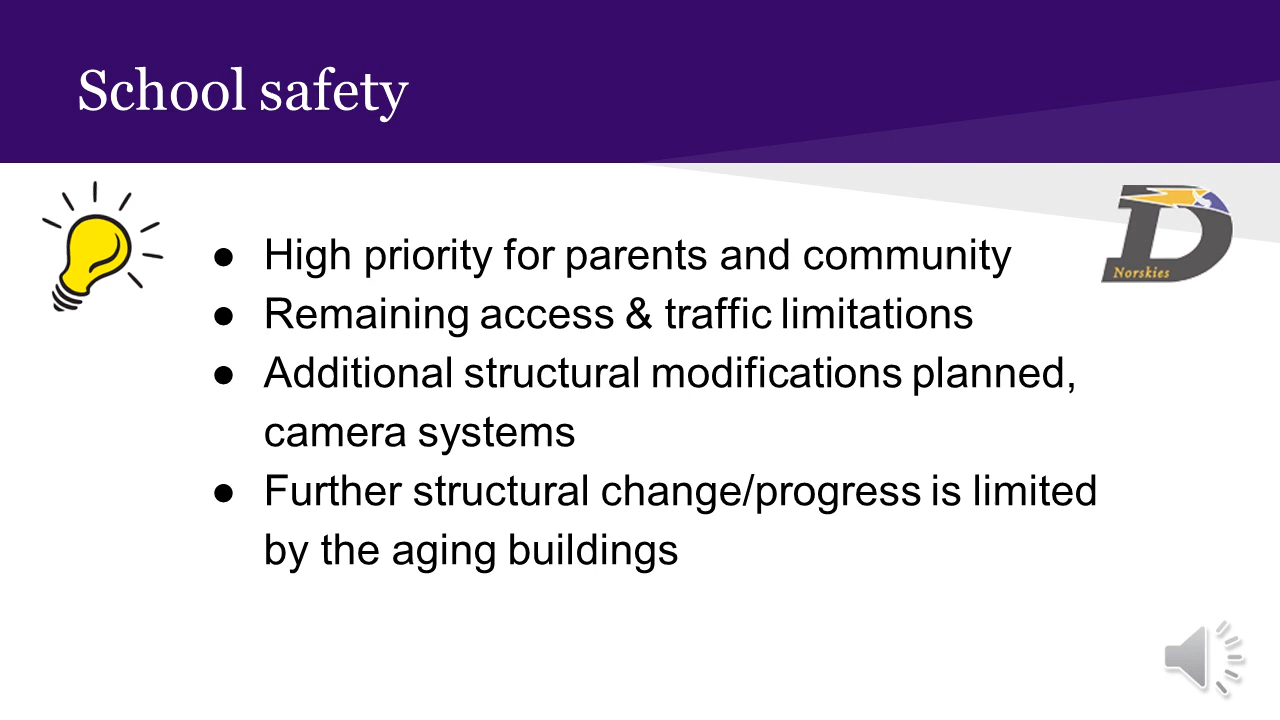 School safety
● High priority for parents and community
● Remaining access & traffic limitations
● Additional structural modifications planned,
camera systems
● Further structural change/progress is limited
by the aging buildings
D
Norskies